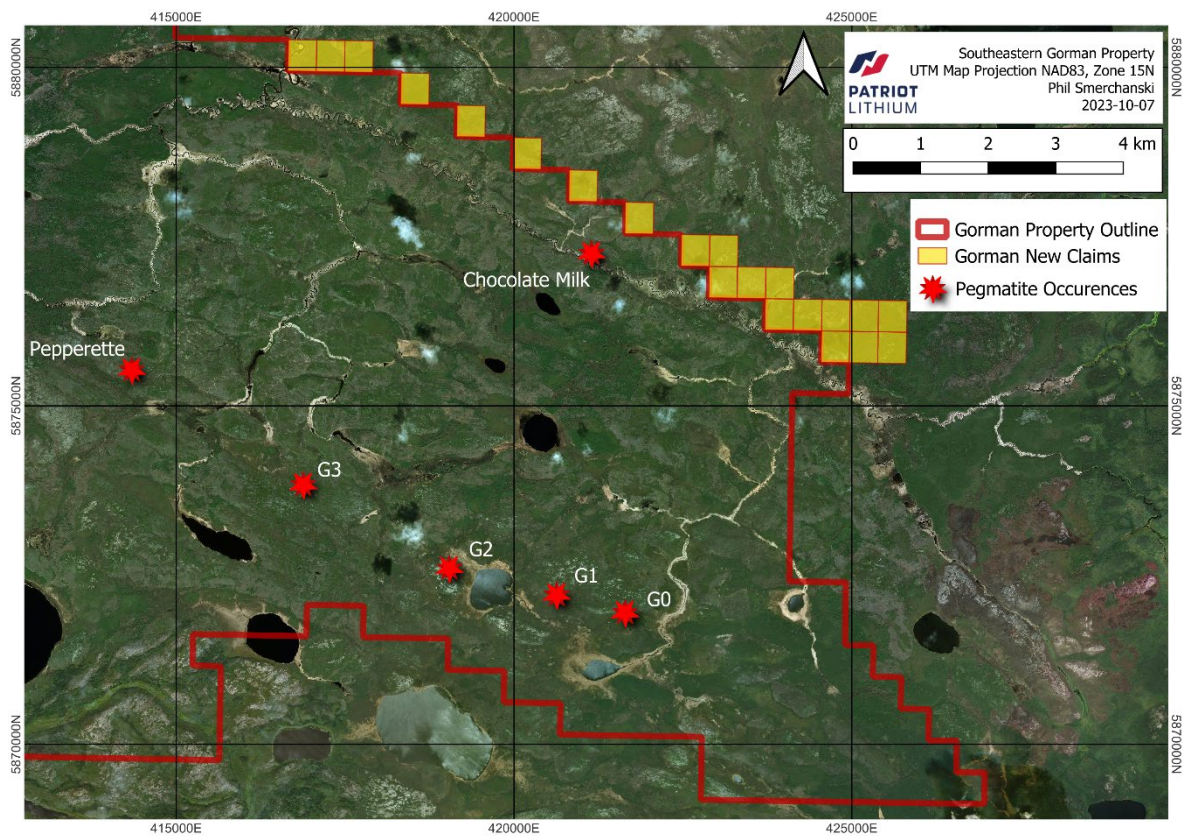 415000E
420000E
425000E
5880000N
5880000N
PATRIOT
LITHIUM
Southeastern Gorman Property
UTM Map Projection NAD83, Zone 15N
Phil Smerchanski
2023-10-07
0 1 2 3 4 km
Gorman Property Outline
Gorman New Claims
Pegmatite Occurences
Chocolate Milk
Pepperette
5875000N
5875000N
G3
G2
G1
G0
5870000N
5870000N
415000E
420000E
425000E